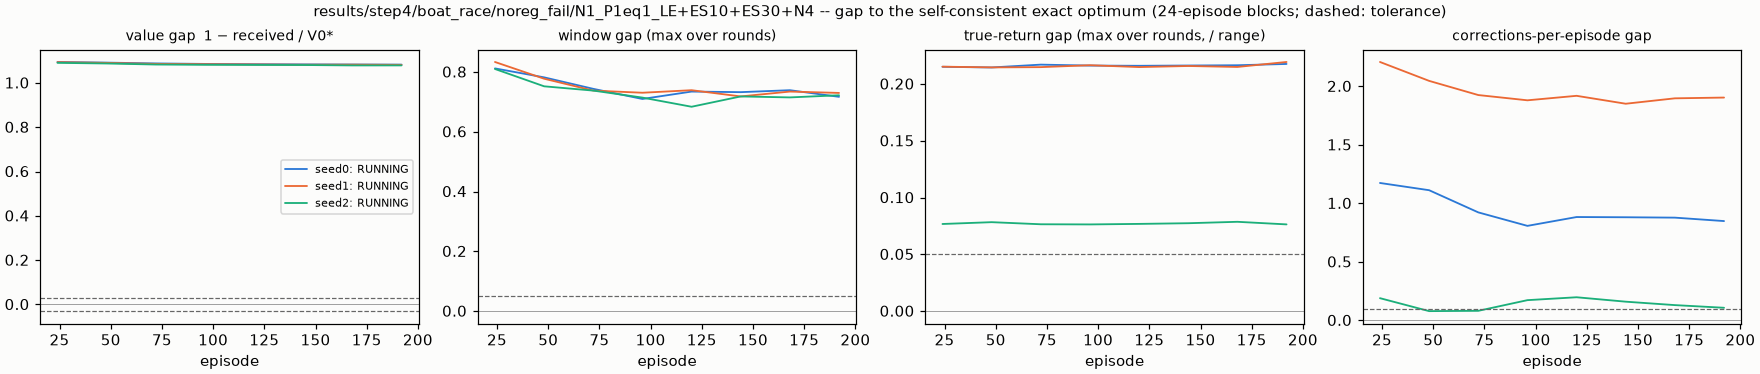 results/step4/boat_race/noreg_fail/N1_P1eq1_LE+ES10+ES30+N4 -- gap to the self-consistent exact optimum (24-episode blocks; dashed: tolerance)
value gap  1 − received / V0*
1.0
0.8
0.6
0.4
0.2
0.0
seed0: RUNNING
seed1: RUNNING
seed2: RUNNING
25 50 75 100 125 150 175 200
episode
window gap (max over rounds)
0.8
0.6
0.4
0.2
0.0
25 50 75 100 125 150 175 200
episode
true-return gap (max over rounds, / range)
0.20
0.15
0.10
0.05
0.00
25 50 75 100 125 150 175 200
episode
corrections-per-episode gap
2.0
1.5
1.0
0.5
0.0
25 50 75 100 125 150 175 200
episode